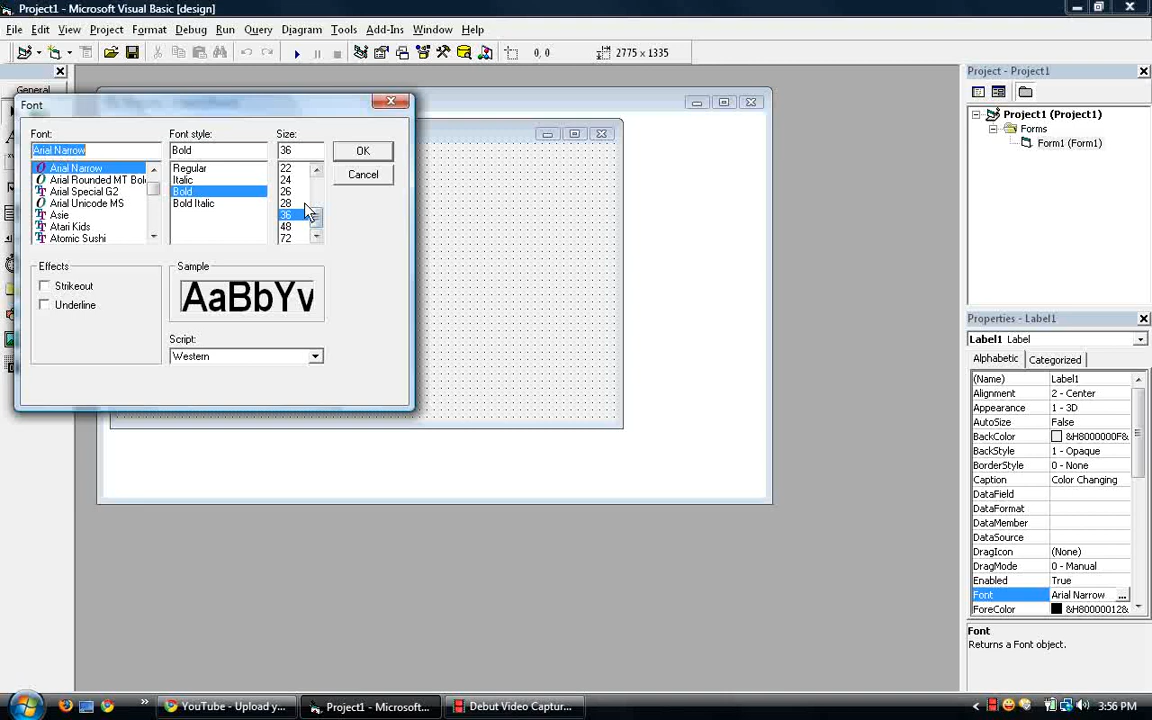 Project1 - Microsoft Visual Basic [design]
File Edit View Project Format Debug Run Query Diagram Tools Add-Ins Window Help
0, 0
2775 x 1335
General
Font
Font:
Font style:
Size:
Arial Narrow
Bold
36
OK
Cancel
Arial Narrow
Arial Rounded MT Bol
Arial Special G2
Arial Unicode MS
Asie
Atari Kids
Atomic Sushi
Regular
Italic
Bold
Bold Italic
22
24
26
28
36
48
72
Effects
Strikeout
Underline
Sample
AaBbYv
Script:
Western
Project - Project1
Project1 (Project1)
Forms
Form1 (Form1)
Properties - Label1
Label1 Label
Alphabetic Categorized
(Name) Label1
Alignment 2 - Center
Appearance 1 - 3D
AutoSize False
BackColor &H8000000F&
BackStyle 1 - Opaque
BorderStyle 0 - None
Caption Color Changing
DataField
DataFormat
DataMember
DataSource
DragIcon (None)
DragMode 0 - Manual
Enabled True
Font Arial Narrow ...
ForeColor &H80000012&
Font
Returns a Font object.
YouTube - Upload y...
Project1 - Microsoft...
Debut Video Captur...
3:56 PM